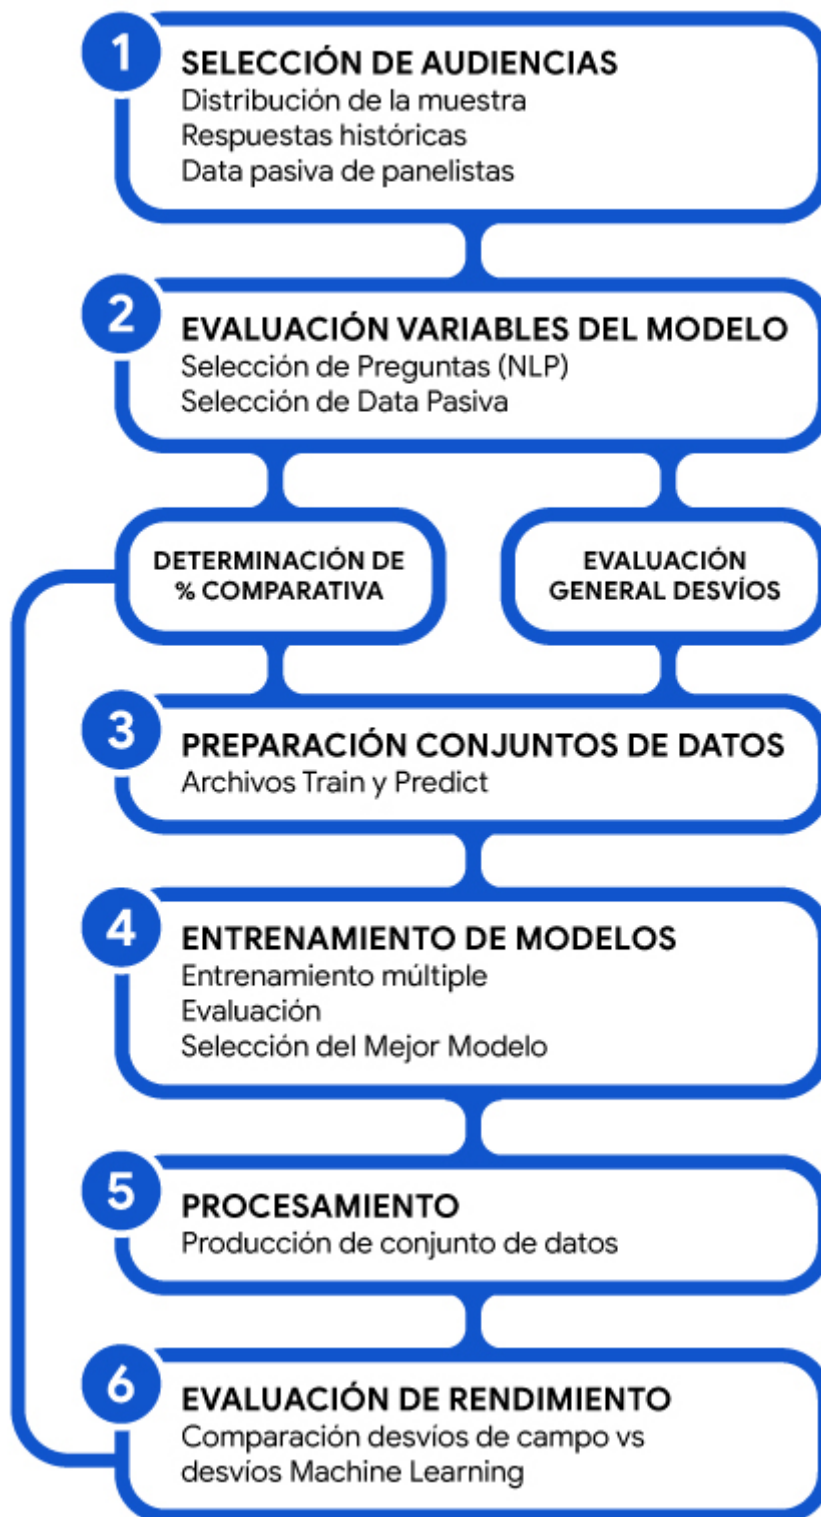 1
SELECCIÓN DE AUDIENCIAS
Distribución de la muestra
Respuestas históricas
Data pasiva de panelistas
2
EVALUACIÓN VARIABLES DEL MODELO
Selección de Preguntas (NLP)
Selección de Data Pasiva
DETERMINACIÓN DE
% COMPARATIVA
EVALUACIÓN
GENERAL DESVÍOS
3
PREPARACIÓN CONJUNTOS DE DATOS
Archivos Train y Predict
4
ENTRENAMIENTO DE MODELOS
Entrenamiento múltiple
Evaluación
Selección del Mejor Modelo
5
PROCESAMIENTO
Producción de conjunto de datos
6
EVALUACIÓN DE RENDIMIENTO
Comparación desvíos de campo vs
desvíos Machine Learning